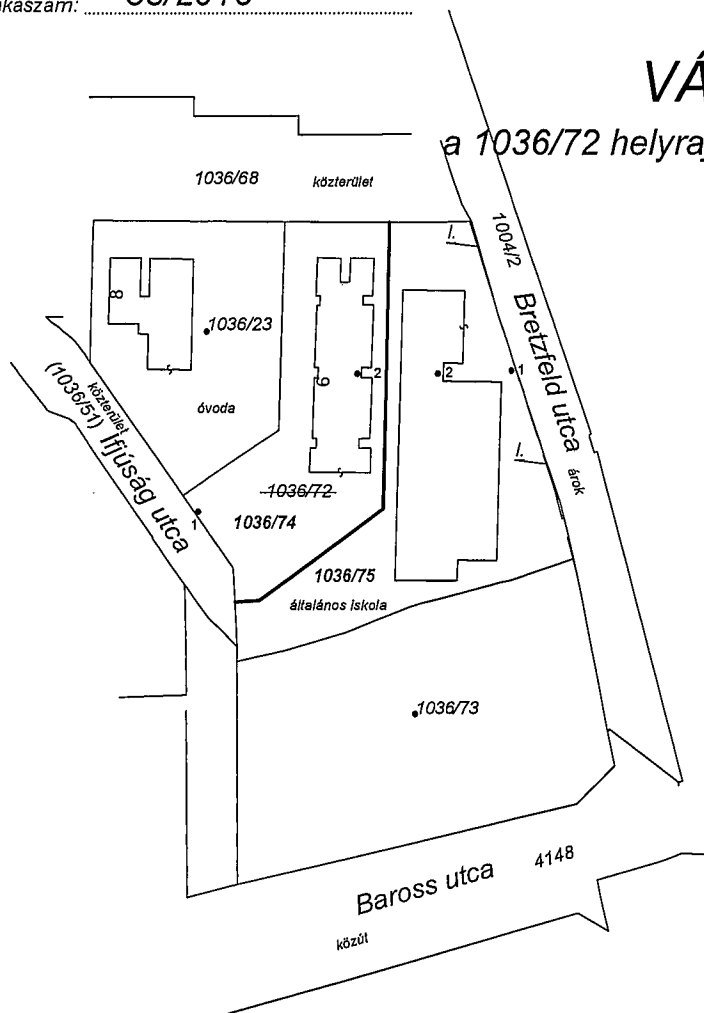 VÁ
a 1036/72 helyra
1036/68 közterület
1004/2
I.
8
1036/23
2
2
1
Bretzfeld utca
6
közterület
(1036/51) Ifjúság utca
óvoda
I.
árok
1036/72
1
1036/74
1036/75
általános iskola
1036/73
Baross utca 4148
közút